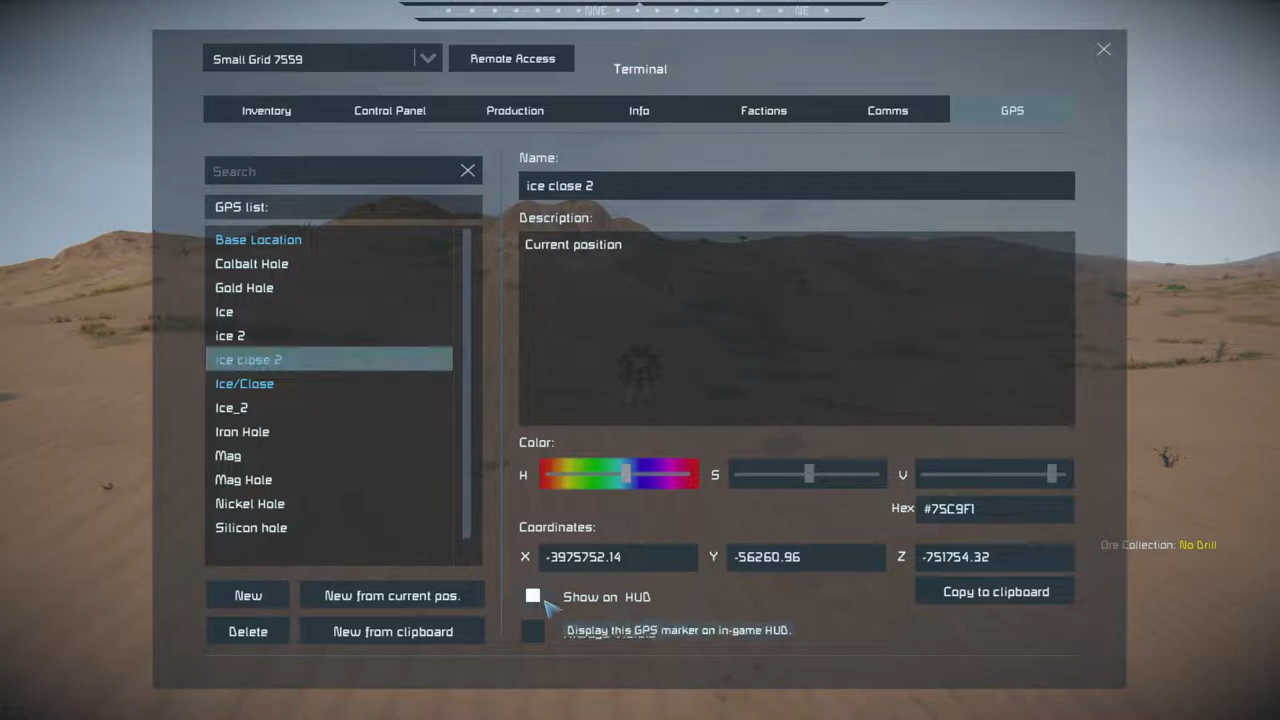 NNE NE
Small Grid 7559
Remote Access
Terminal
Inventory
Control Panel
Production
Info
Factions
Comms
GPS
Search
GPS list:
Base Location
Colbalt Hole
Gold Hole
Ice
ice 2
ice close 2
Ice/Close
Ice_2
Iron Hole
Mag
Mag Hole
Nickel Hole
Silicon hole
New
New from current pos.
Delete
New from clipboard
Name:
ice close 2
Description:
Current position
Color:
H
S
V
Hex #75C9F1
Coordinates:
X -3975752.14
Y -56260.96
Z -751754.32
Show on HUD
Copy to clipboard
Display this GPS marker on in-game HUD.
Ore Collection: No Drill